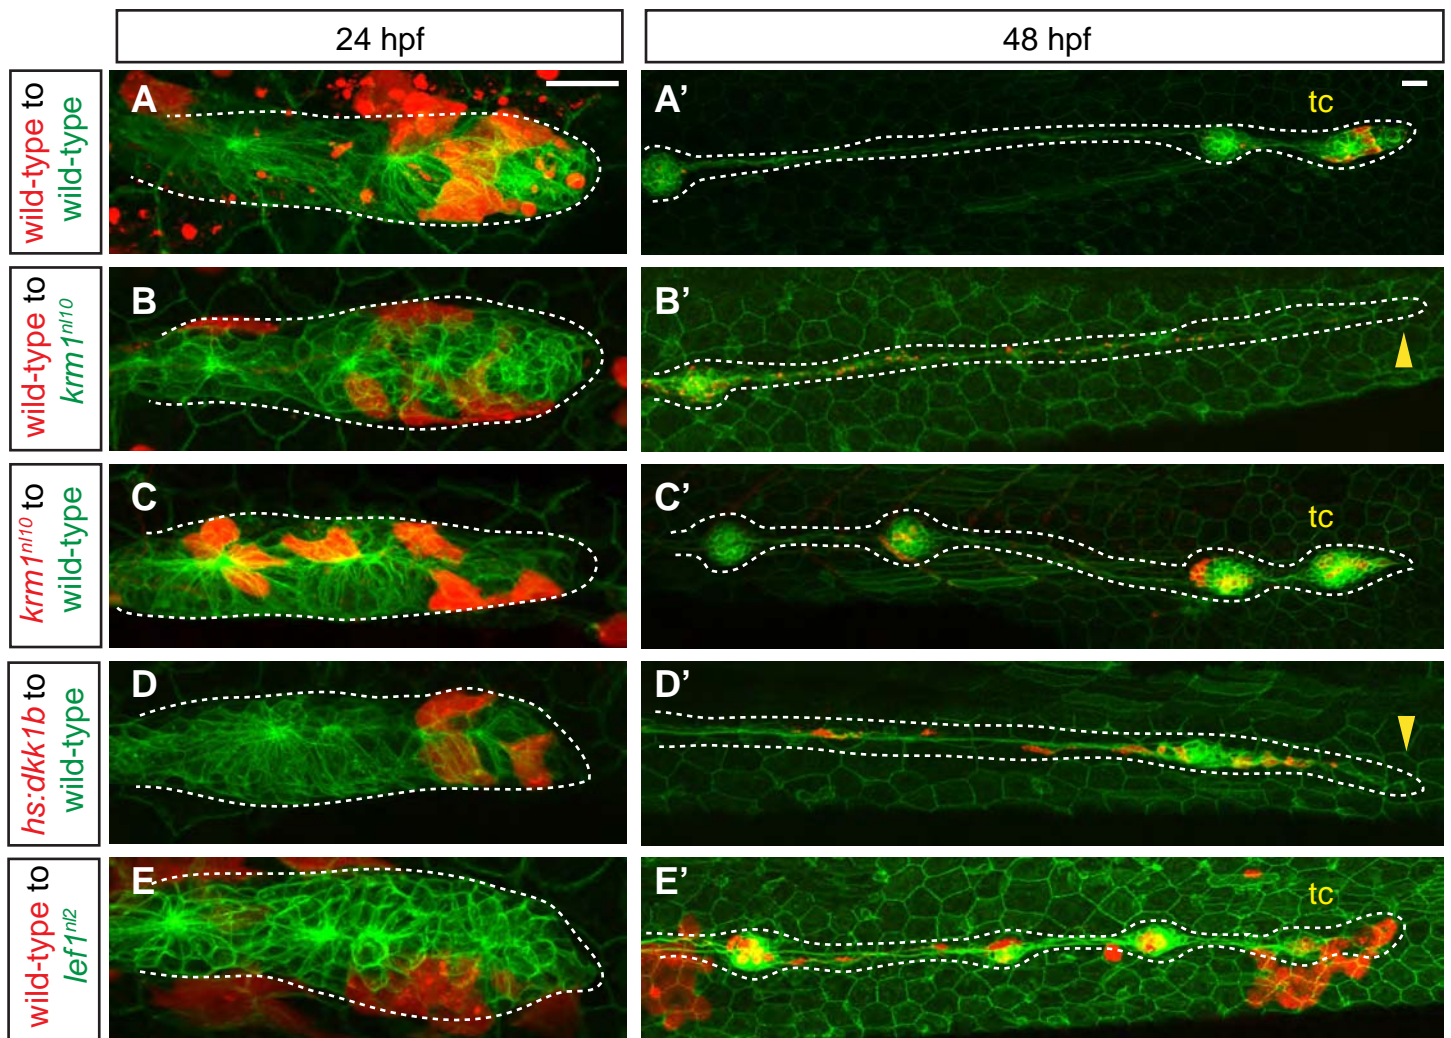 24 hpf
48 hpf
wild-type to
wild-type
A
A’
tc
wild-type to
krm1nl10
B
B’
krm1nl10 to
wild-type
C
C’
tc
hs:dkk1b to
wild-type
D
D’
wild-type to
lef1nl2
E
E’
tc